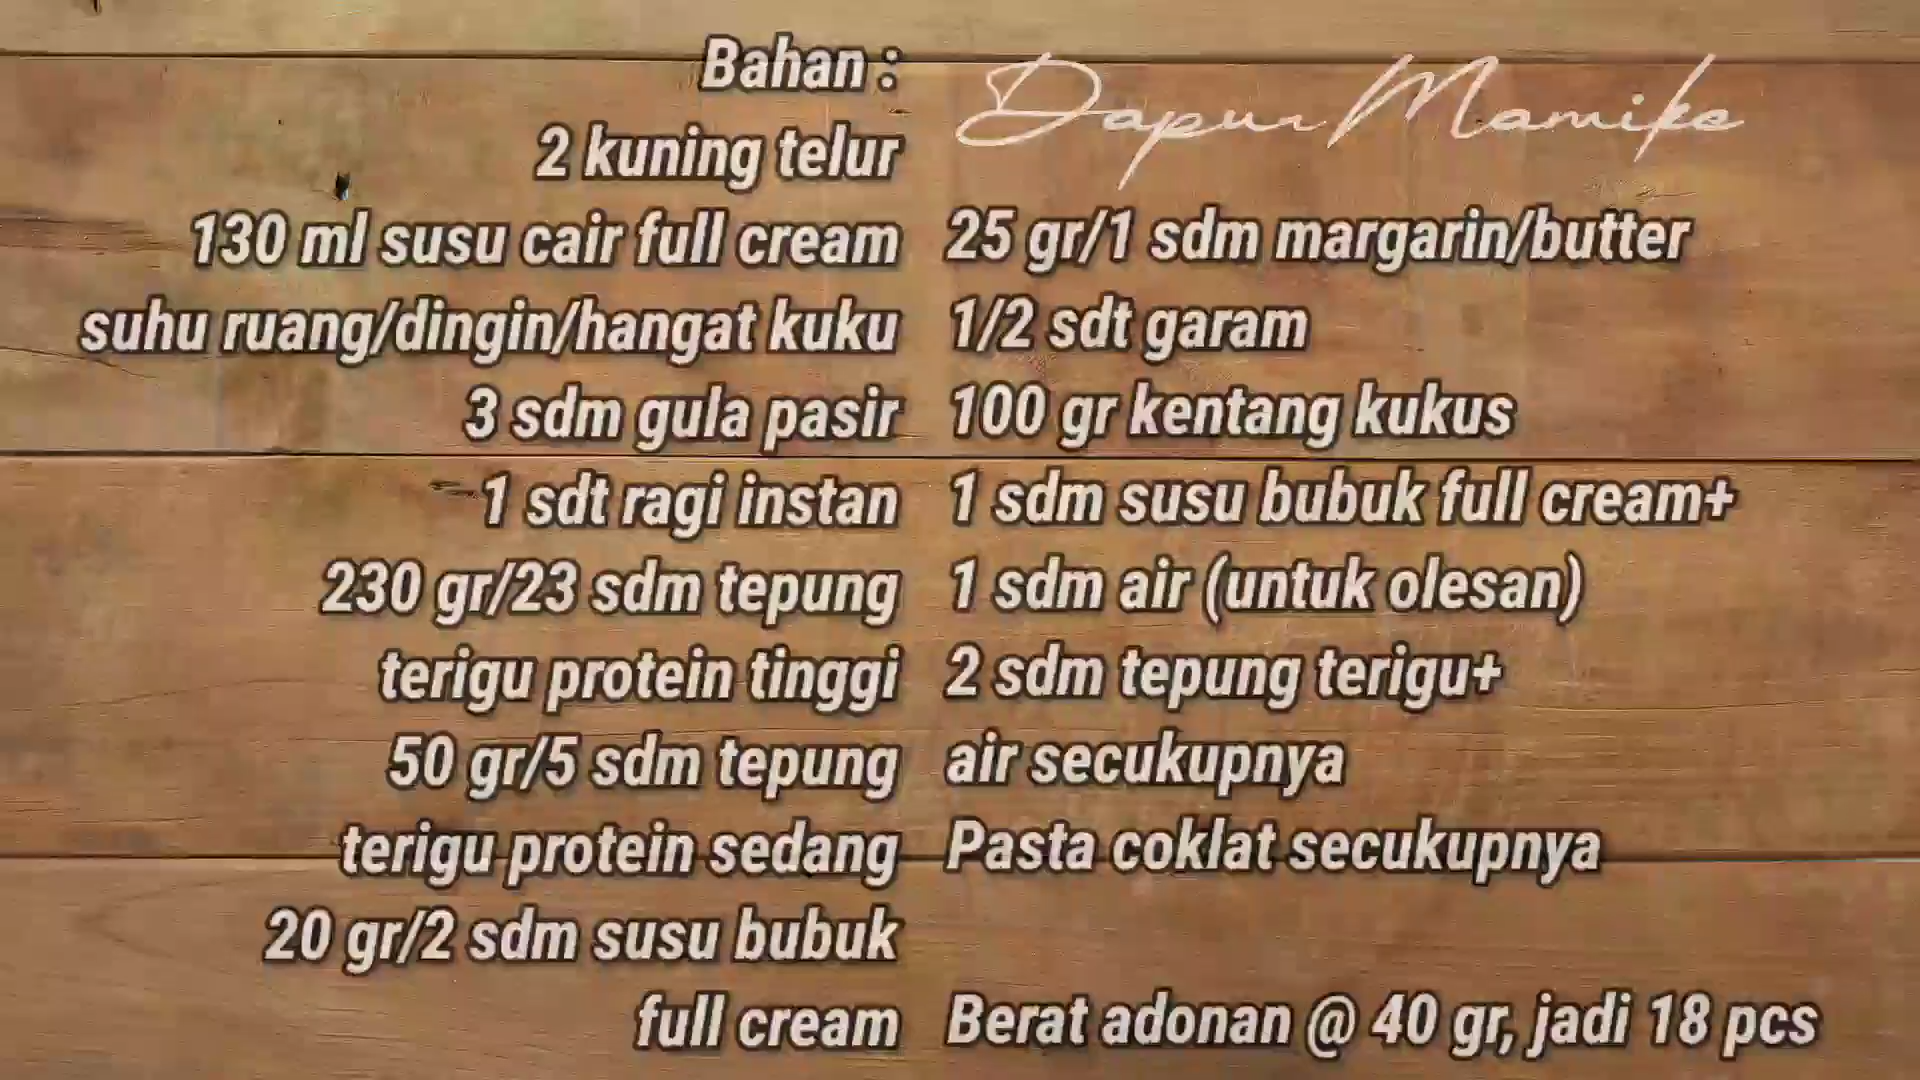 Bahan :
2 kuning telur
130 ml susu cair full cream
suhu ruang/dingin/hangat kuku
3 sdm gula pasir
1 sdt ragi instan
230 gr/23 sdm tepung
terigu protein tinggi
50 gr/5 sdm tepung
terigu protein sedang
20 gr/2 sdm susu bubuk
full cream
Dapur Mamike
25 gr/1 sdm margarin/butter
1/2 sdt garam
100 gr kentang kukus
1 sdm susu bubuk full cream+
1 sdm air (untuk olesan)
2 sdm tepung terigu+
air secukupnya
Pasta coklat secukupnya
Berat adonan @ 40 gr, jadi 18 pcs